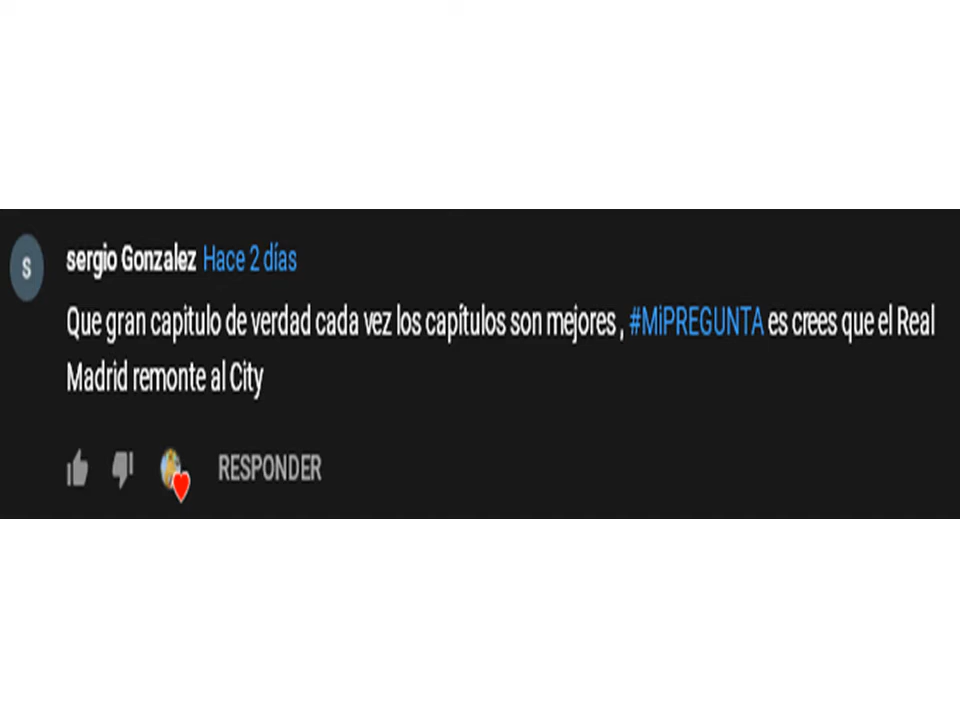 S
sergio Gonzalez Hace 2 días
Que gran capitulo de verdad cada vez los capítulos son mejores , #MiPREGUNTA es crees que el Real
Madrid remonte al City
RESPONDER